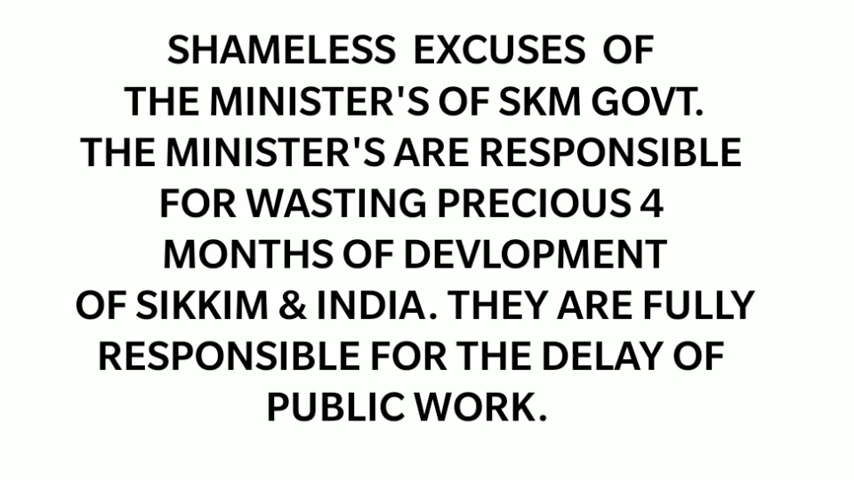 SHAMELESS EXCUSES OF
THE MINISTER'S OF SKM GOVT.
THE MINISTER'S ARE RESPONSIBLE
FOR WASTING PRECIOUS 4
MONTHS OF DEVLOPMENT
OF SIKKIM & INDIA. THEY ARE FULLY
RESPONSIBLE FOR THE DELAY OF
PUBLIC WORK.